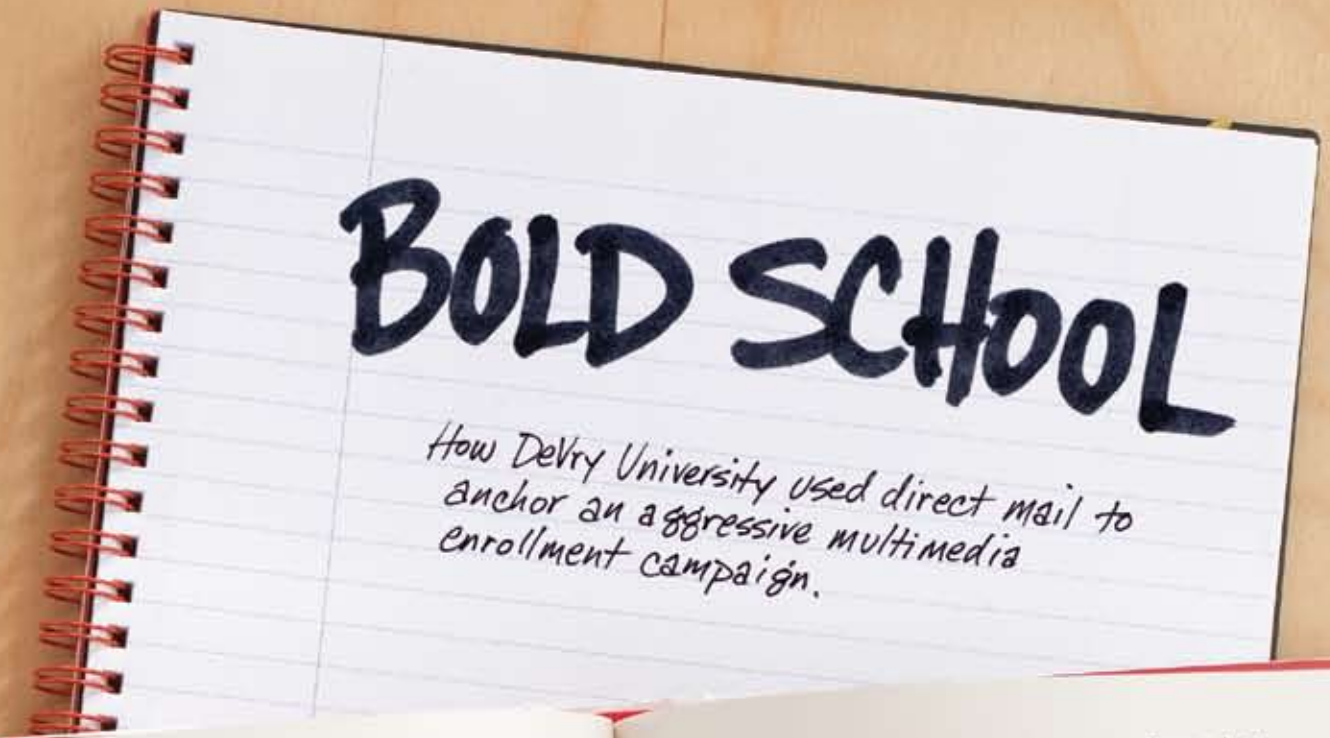 BOLD SCHOOL
How DeVry University used direct mail to
anchor an aggressive multimedia
enrollment campaign.